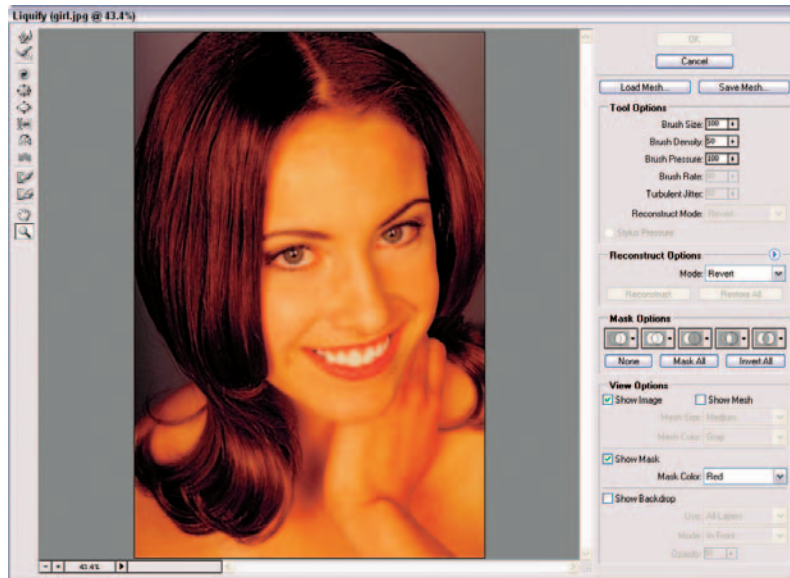 Liquify (girl.jpg @ 43.4%)
OK
Cancel
Load Mesh... Save Mesh...
Tool Options
Brush Size: 100
Brush Density: 50
Brush Pressure: 100
Brush Rate:
Turbulent Jitter:
Reconstruct Mode: Revert
Stylus Pressure
Reconstruct Options
Mode: Revert
Reconstruct Restore All
Mask Options
None Mask All Invert All
View Options
Show Image Show Mesh
Mesh Size: Medium
Mesh Color: Gray
Show Mask
Mask Color: Red
Show Backdrop
Use: All Layers
Mode: In Front
Opacity:
43.4%